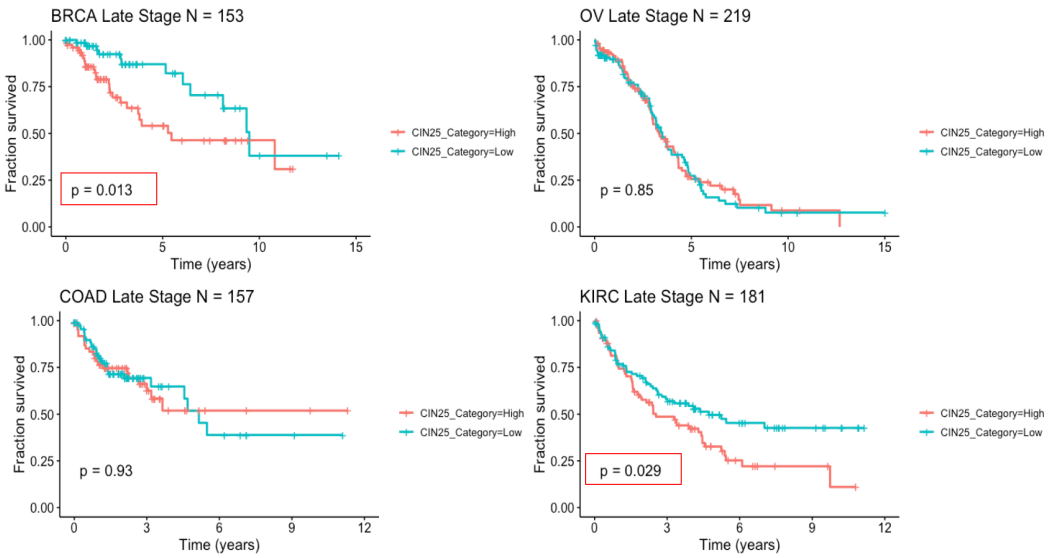 BRCA Late Stage N = 153
1.00
0.75
0.50
0.25
0.00
Fraction survived
p = 0.013
0 5 10 15
Time (years)
CIN25_Category=High
CIN25_Category=Low
OV Late Stage N = 219
1.00
0.75
0.50
0.25
0.00
Fraction survived
p = 0.85
0 5 10 15
Time (years)
CIN25_Category=High
CIN25_Category=Low
COAD Late Stage N = 157
1.00
0.75
0.50
0.25
0.00
Fraction survived
p = 0.93
0 3 6 9 12
Time (years)
CIN25_Category=High
CIN25_Category=Low
KIRC Late Stage N = 181
1.00
0.75
0.50
0.25
0.00
Fraction survived
p = 0.029
0 3 6 9 12
Time (years)
CIN25_Category=High
CIN25_Category=Low